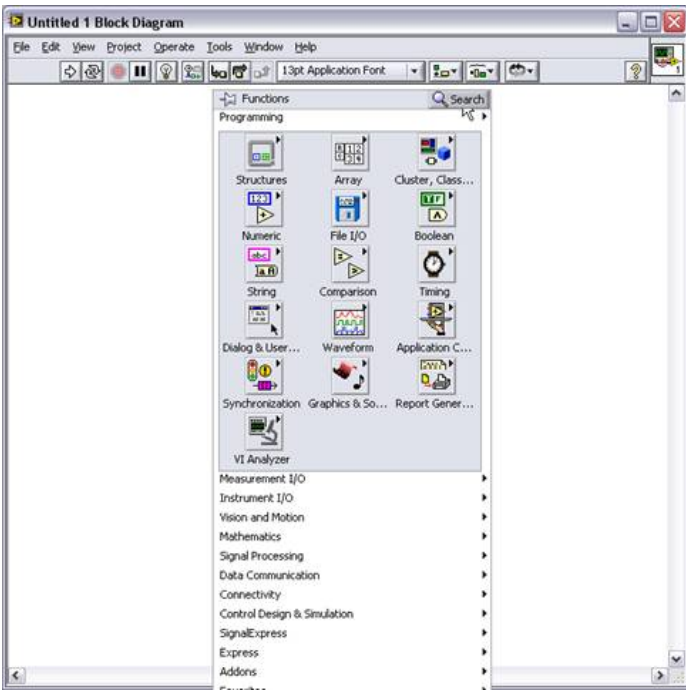 Untitled 1 Block Diagram
File Edit View Project Operate Tools Window Help
13pt Application Font
Functions Search
Programming
Structures Array Cluster, Class...
Numeric File I/O Boolean
String Comparison Timing
Dialog & User... Waveform Application C...
Synchronization Graphics & So... Report Gener...
VI Analyzer
Measurement I/O
Instrument I/O
Vision and Motion
Mathematics
Signal Processing
Data Communication
Connectivity
Control Design & Simulation
SignalExpress
Express
Addons
Favorites